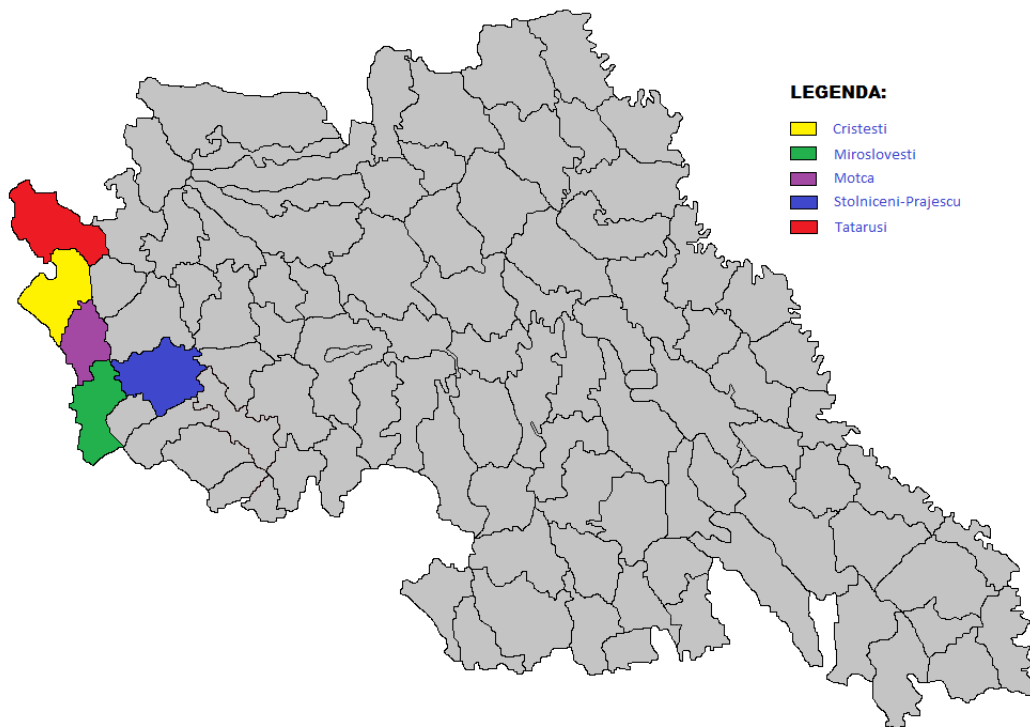 LEGENDA:
Cristesti
Miroslovesti
Motca
Stolniceni-Prajescu
Tatarusi